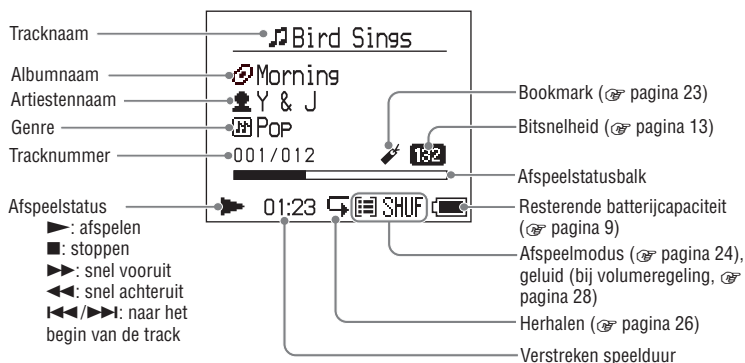 Tracknaam
Bird Sings
Albumnaam
Morning
Artiestennaam
Y & J
Genre
Pop
Tracknummer
001/012
Bookmark (☞ pagina 23)
Bitsnelheid (☞ pagina 13)
132
Afspeelstatusbalk
Afspeelstatus
►: afspelen
■: stoppen
►►: snel vooruit
◄◄: snel achteruit
I◄◄/►►I: naar het
begin van de track
01:23
SHUF
Resterende batterijcapaciteit
(☞ pagina 9)
Afspeelmodus (☞ pagina 24),
geluid (bij volumeregeling, ☞
pagina 28)
Herhalen (☞ pagina 26)
Verstreken speelduur